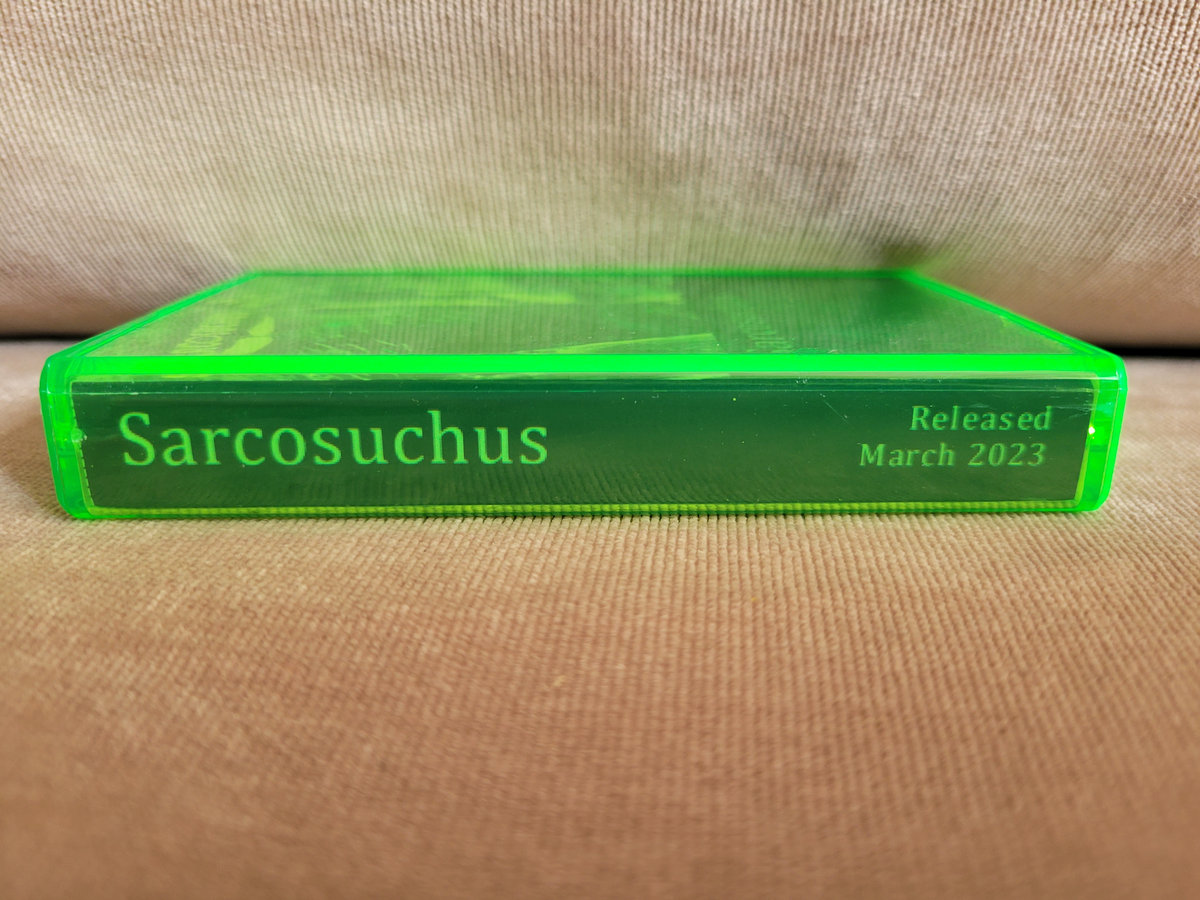 Sarcosuchus
Released
March 2023